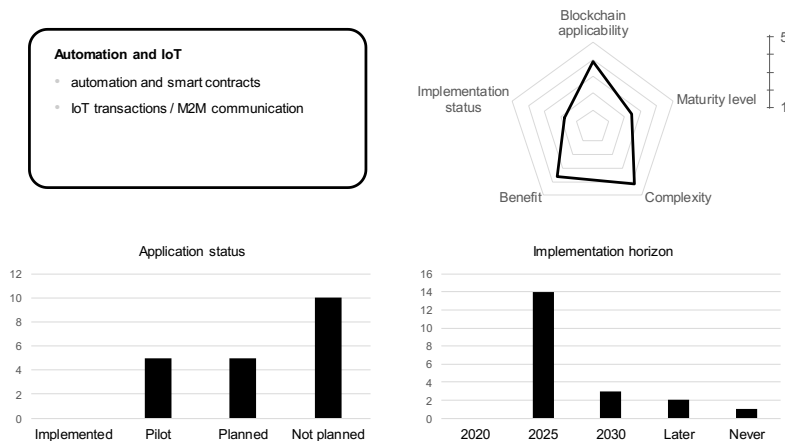 Automation and IoT
automation and smart contracts
IoT transactions / M2M communication
Blockchain
applicability
Maturity level
Complexity
Benefit
Implementation
status
5
1
Application status
12
10
8
6
4
2
0
Implemented Pilot Planned Not planned
Implementation horizon
16
14
12
10
8
6
4
2
0
2020 2025 2030 Later Never